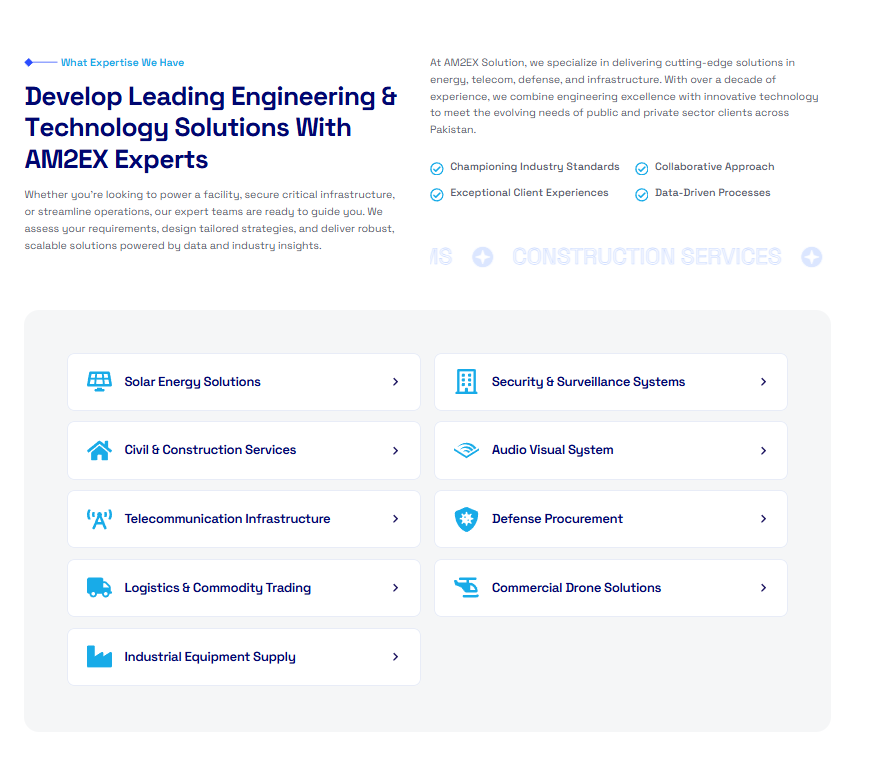 What Expertise We Have
Develop Leading Engineering &
Technology Solutions With
AM2EX Experts
Whether you're looking to power a facility, secure critical infrastructure,
or streamline operations, our expert teams are ready to guide you. We
assess your requirements, design tailored strategies, and deliver robust,
scalable solutions powered by data and industry insights.
At AM2EX Solution, we specialize in delivering cutting-edge solutions in
energy, telecom, defense, and infrastructure. With over a decade of
experience, we combine engineering excellence with innovative technology
to meet the evolving needs of public and private sector clients across
Pakistan.
Championing Industry Standards
Collaborative Approach
Exceptional Client Experiences
Data-Driven Processes
MS CONSTRUCTION SERVICES
Solar Energy Solutions
Security & Surveillance Systems
Civil & Construction Services
Audio Visual System
Telecommunication Infrastructure
Defense Procurement
Logistics & Commodity Trading
Commercial Drone Solutions
Industrial Equipment Supply